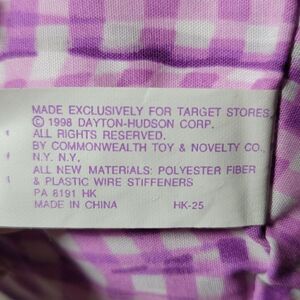 MADE EXCLUSIVELY FOR TARGET STORES,
© 1998 DAYTON-HUDSON CORP.
ALL RIGHTS RESERVED.
BY COMMONWEALTH TOY & NOVELTY CO.,
N.Y. N.Y.
ALL NEW MATERIALS: POLYESTER FIBER
& PLASTIC WIRE STIFFENERS
PA 8191 HK
MADE IN CHINA HK-25